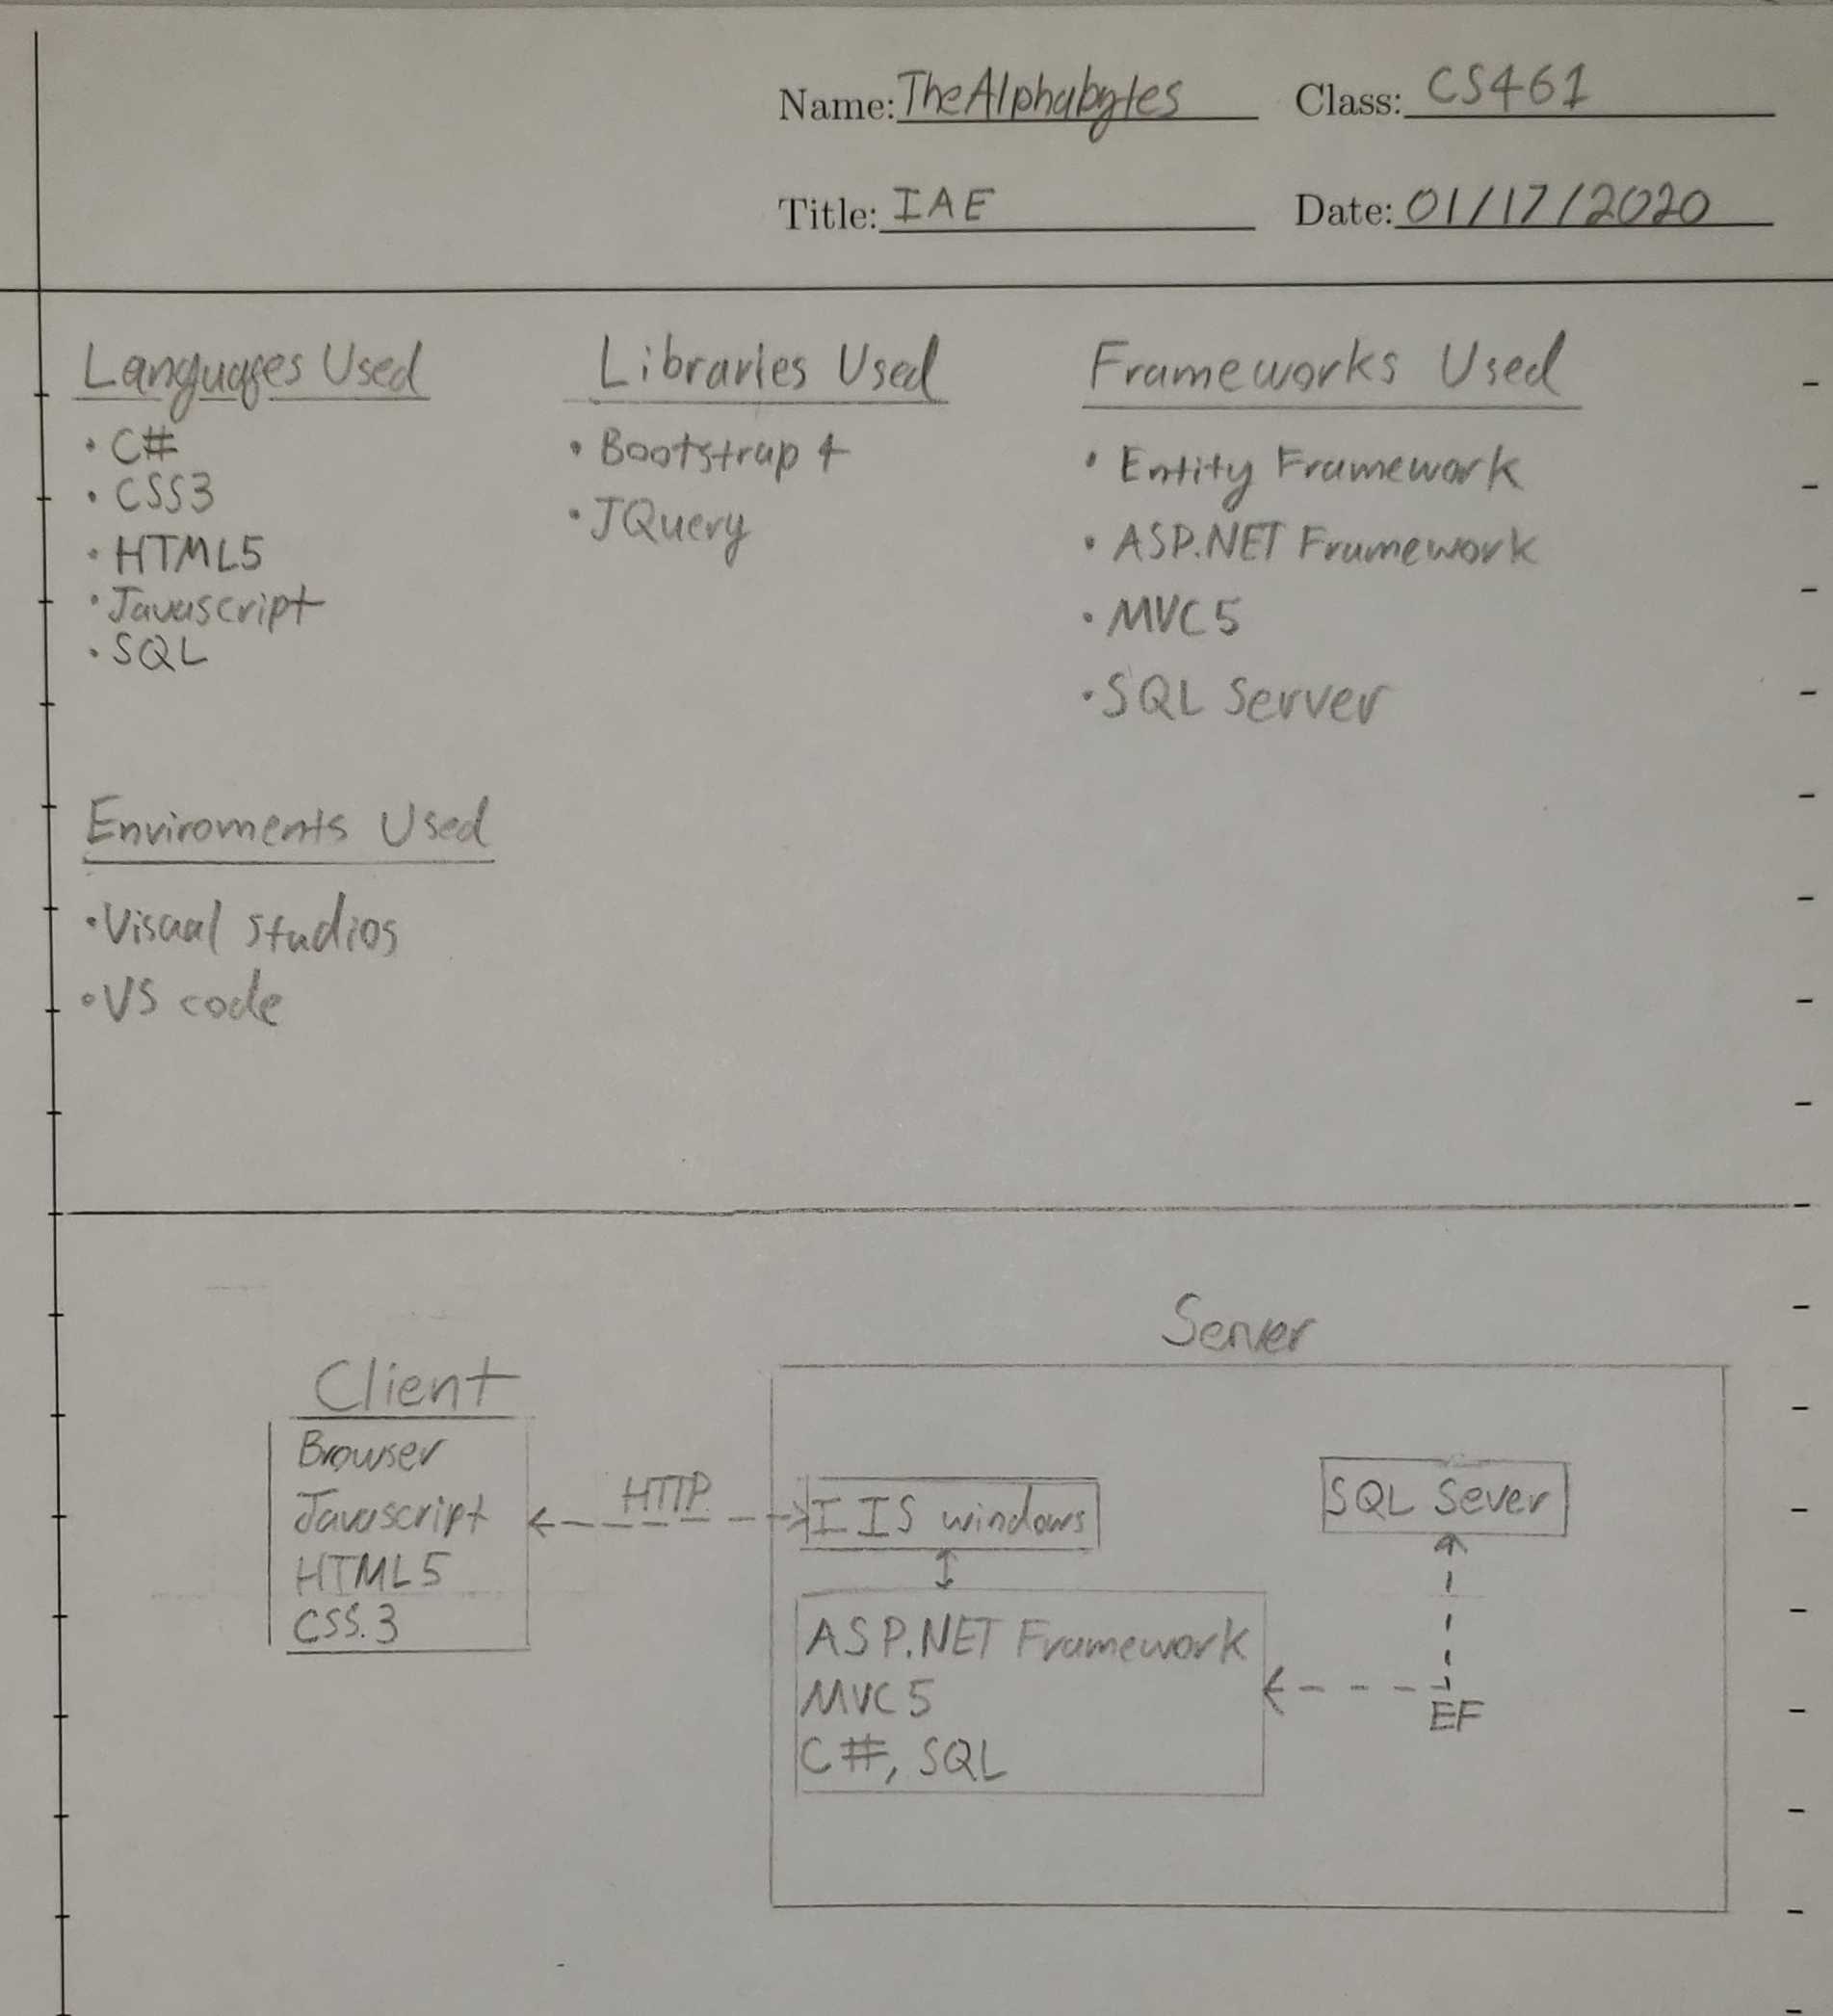 Name: TheAlphabytes Class: CS461
Title: IAE Date: 01/17/2020
Languages Used
• C#
• CSS3
• HTML5
• Javascript
• SQL
Libraries Used
• Bootstrap 4
• JQuery
Frameworks Used
• Entity Framework
• ASP.NET Framework
• MVC5
• SQL Server
Enviroments Used
• Visual studios
• VS code
Client
Browser
Javascript
HTML5
CSS.3
HTTP
Server
IIS windows
SQL Sever
ASP.NET Framework
MVC5
C#, SQL
EF